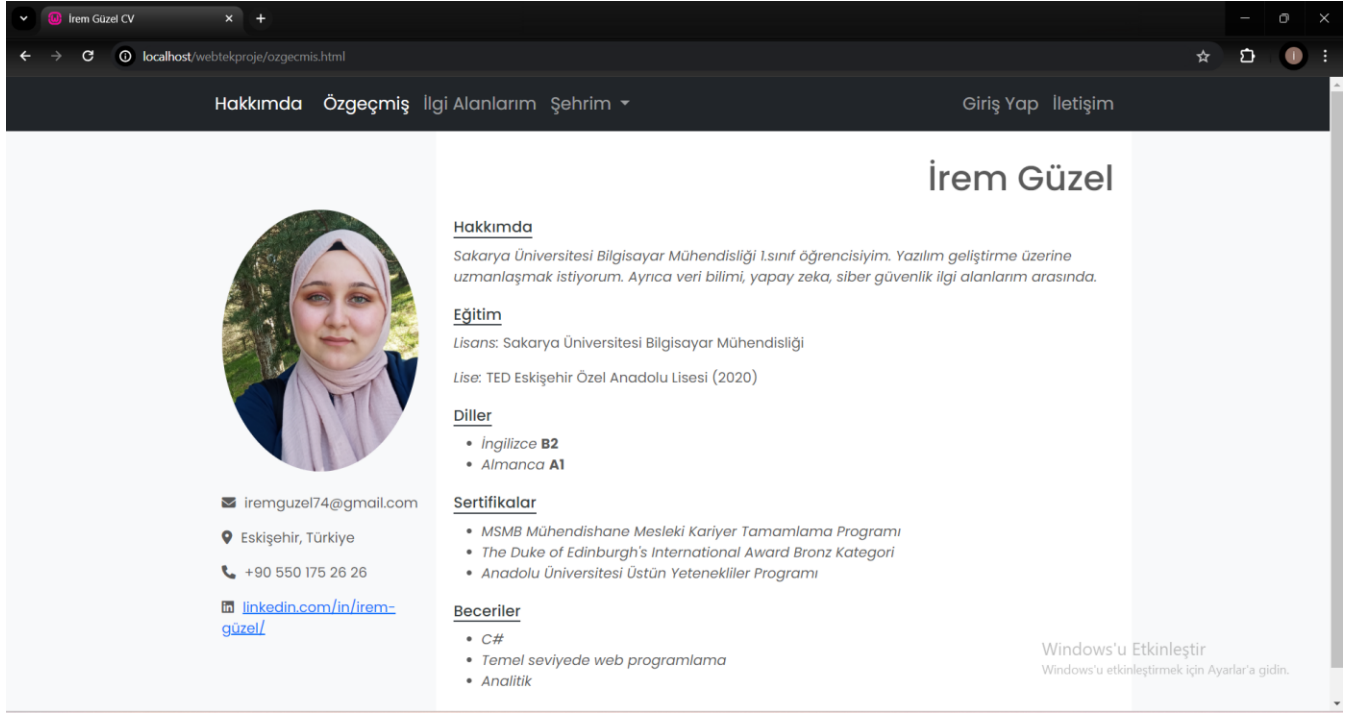 İrem Güzel CV
localhost/webtekproje/ozgecmis.html
Hakkımda Özgeçmiş İlgi Alanlarım Şehrim Giriş Yap İletişim
İrem Güzel
Hakkımda
Sakarya Üniversitesi Bilgisayar Mühendisliği 1.sınıf öğrencisiyim. Yazılım geliştirme üzerine
uzmanlaşmak istiyorum. Ayrıca veri bilimi, yapay zeka, siber güvenlik ilgi alanlarım arasında.
Eğitim
Lisans: Sakarya Üniversitesi Bilgisayar Mühendisliği
Lise: TED Eskişehir Özel Anadolu Lisesi (2020)
Diller
İngilizce B2
Almanca A1
Sertifikalar
MSMB Mühendishane Mesleki Kariyer Tamamlama Programı
The Duke of Edinburgh's International Award Bronz Kategori
Anadolu Üniversitesi Üstün Yetenekliler Programı
Beceriler
C#
Temel seviyede web programlama
Analitik
iremguzel74@gmail.com
Eskişehir, Türkiye
+90 550 175 26 26
linkedin.com/in/irem-
güzel/
Windows'u Etkinleştir
Windows'u etkinleştirmek için Ayarlar'a gidin.